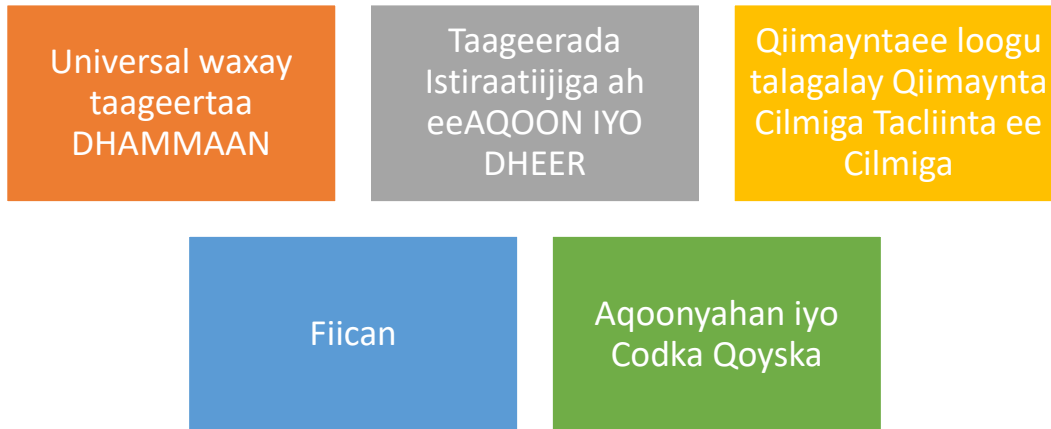 Universal waxay
taageertaa
DHAMMAAN
Taageerada
Istiraatiijiga ah
eeAQOON IYO
DHEER
Qiimayntaee loogu
talagalay Qiimaynta
Cilmiga Tacliinta ee
Cilmiga
Fiican
Aqoonyahan iyo
Codka Qoyska